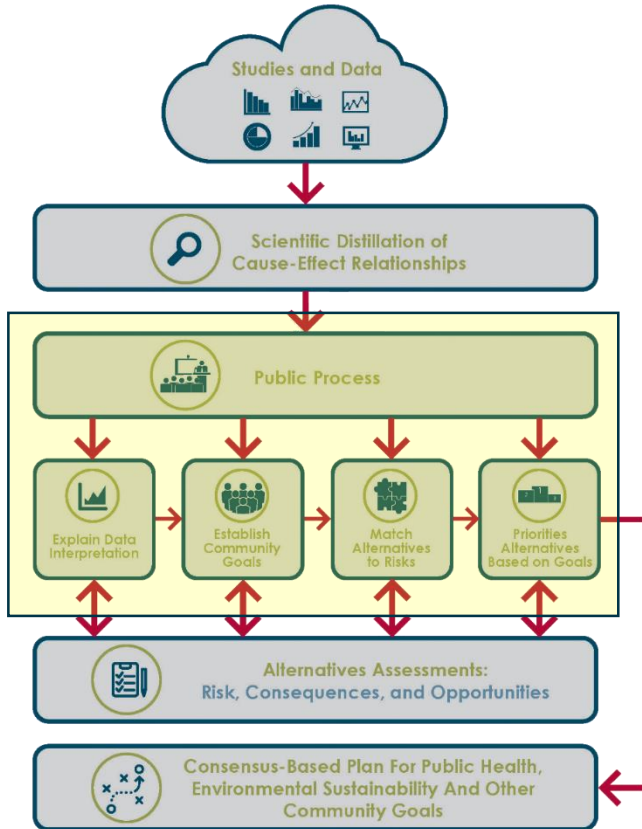 Studies and Data
Scientific Distillation of
Cause-Effect Relationships
Public Process
Explain Data
Interpretation
Establish
Community
Goals
Match
Alternatives
to Risks
Priorities
Alternatives
Based on Goals
Alternatives Assessments:
Risk, Consequences, and Opportunities
Consensus-Based Plan For Public Health,
Environmental Sustainability And Other
Community Goals